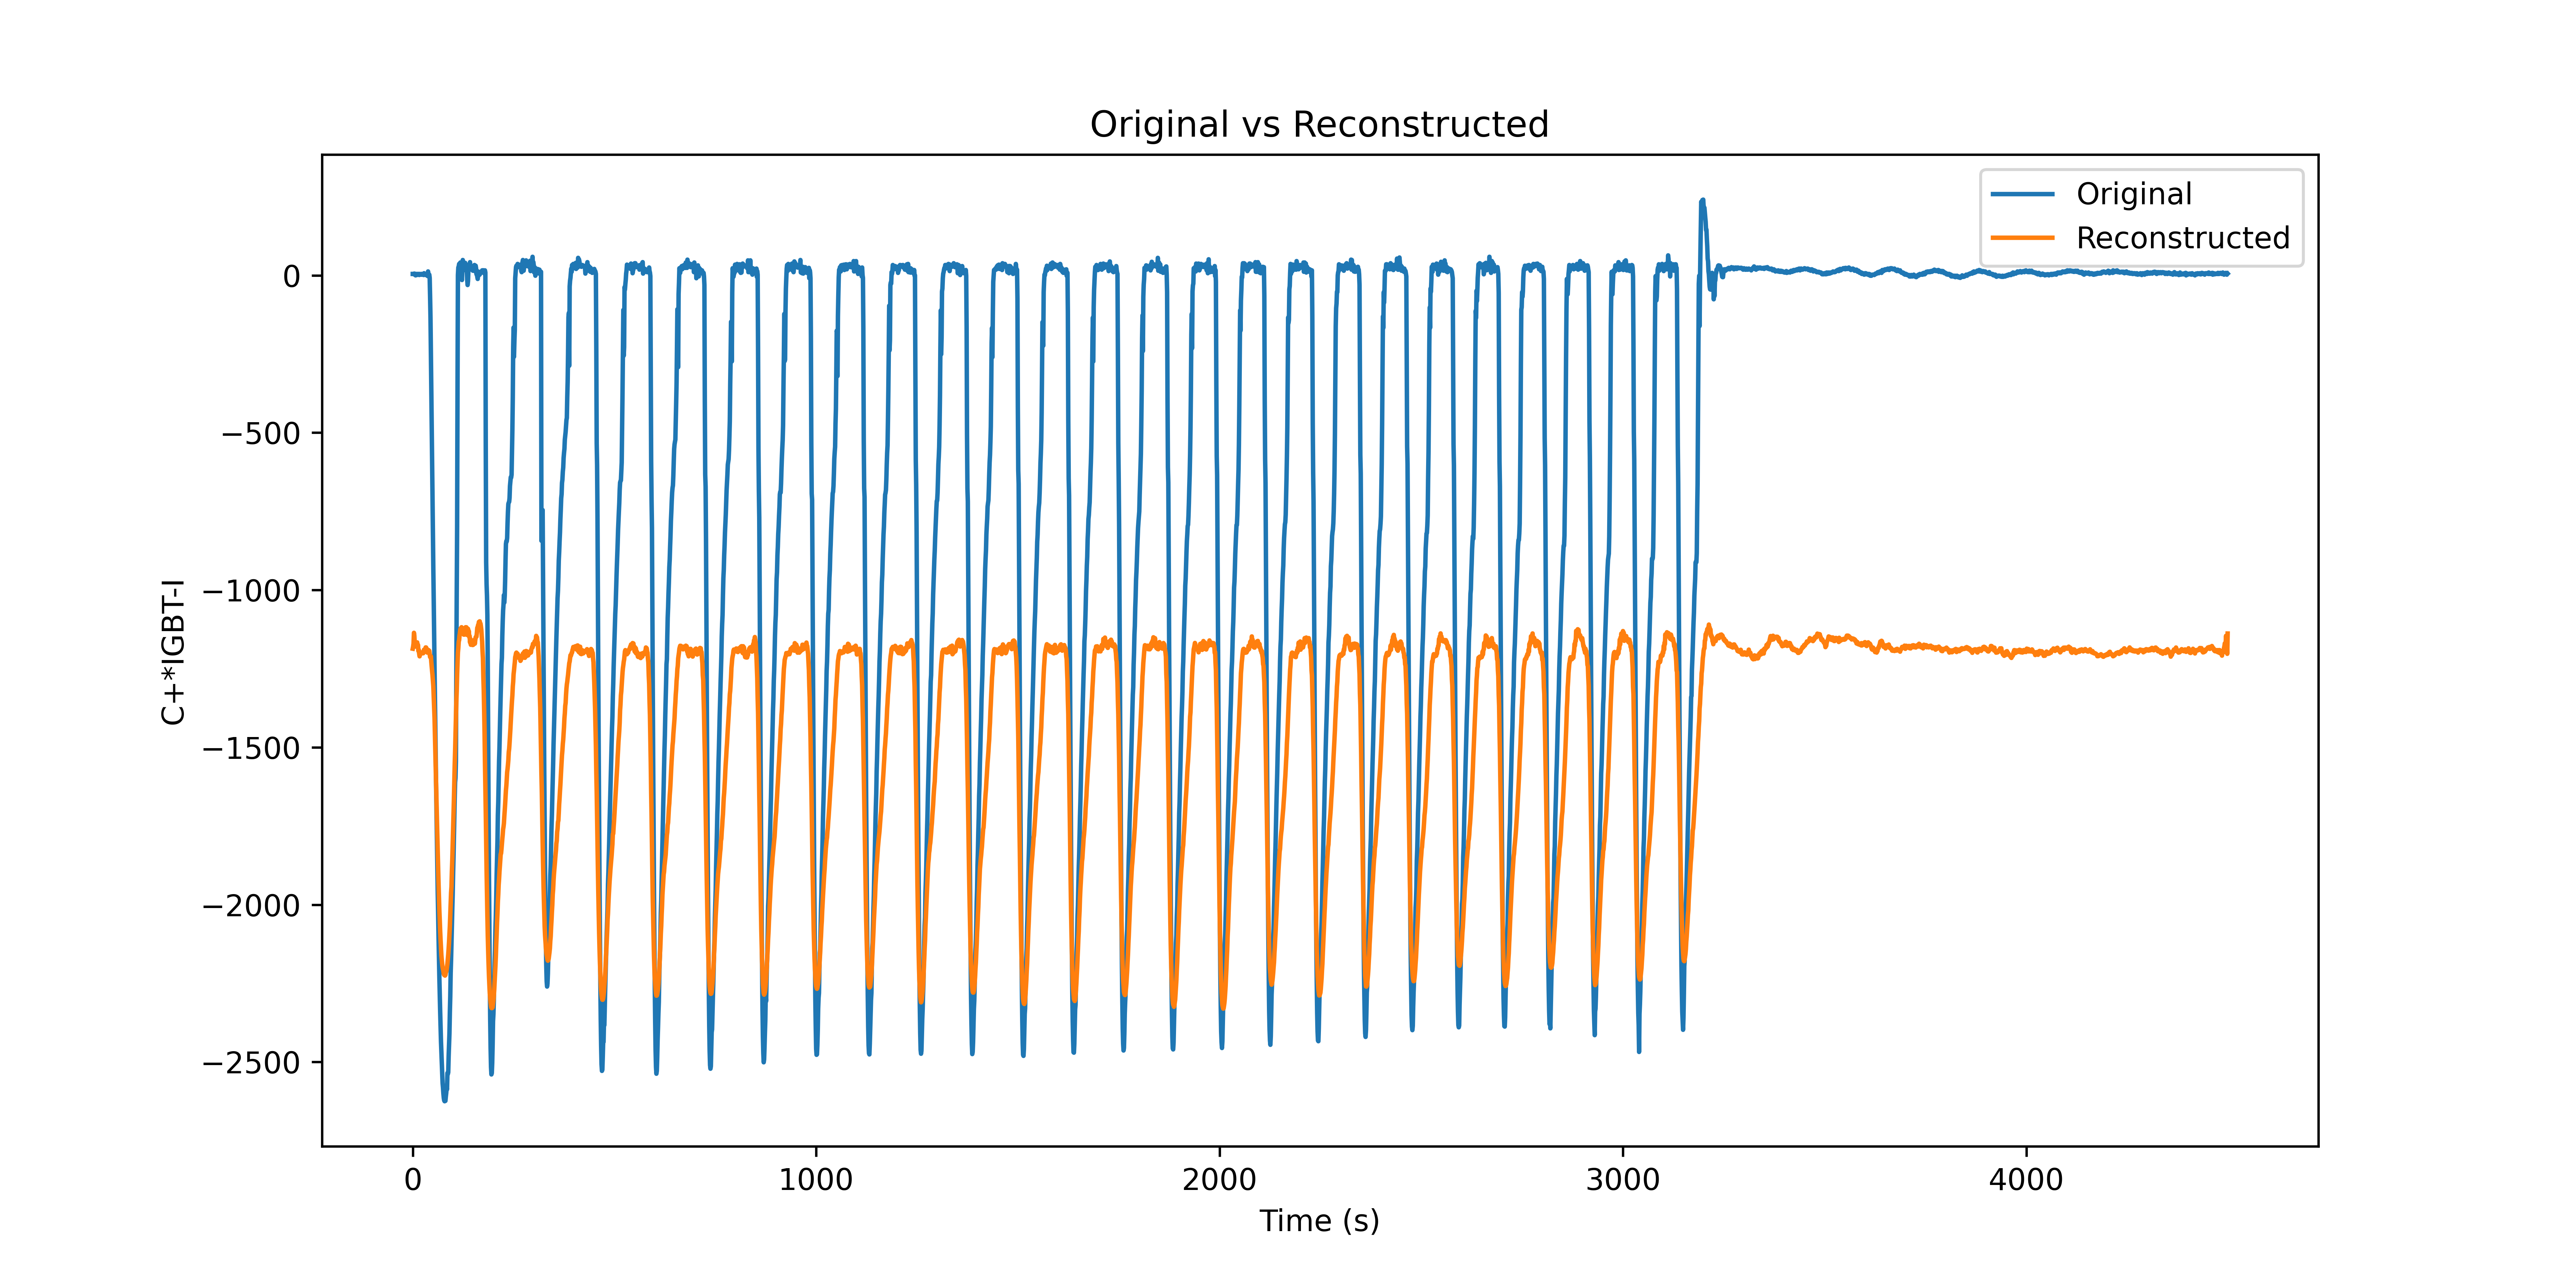 Original vs Reconstructed
Original
Reconstructed
C+*IGBT-I
0
−500
−1000
−1500
−2000
−2500
0
1000
2000
3000
4000
Time (s)